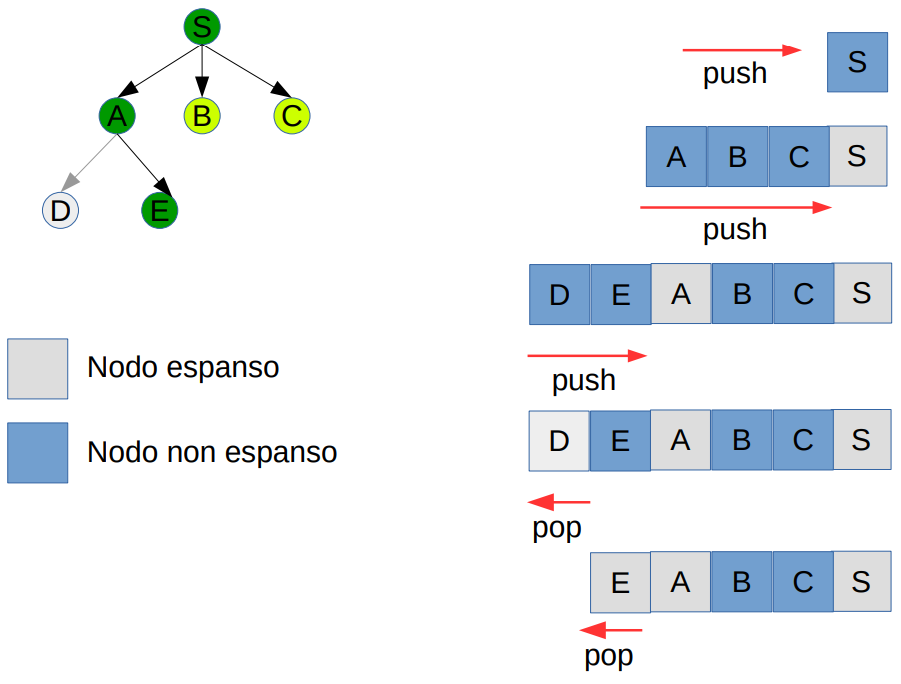 S
A B C
D E
Nodo espanso
Nodo non espanso
S
push
A B C S
push
D E A B C S
push
D E A B C S
pop
E A B C S
pop